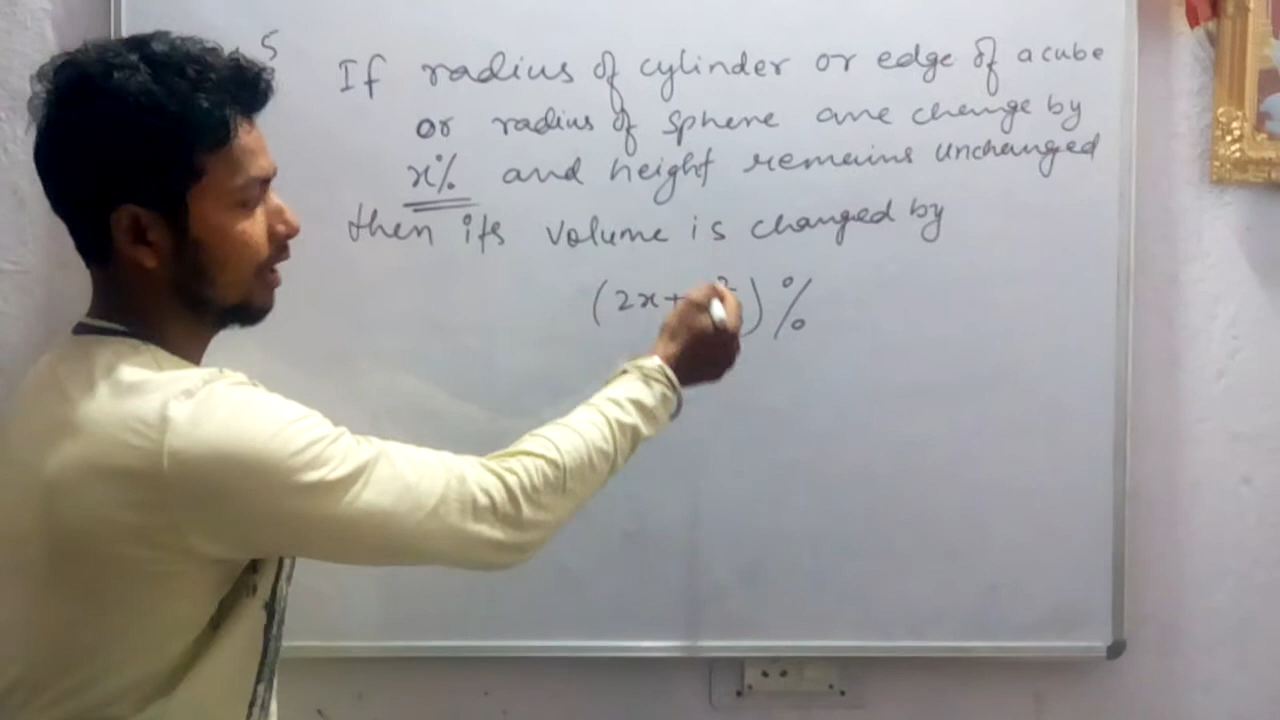 5
If radius of cylinder or edge of a cube
or radius of sphere are change by
x% and height remains unchanged
then its volume is changed by
(2x+ 2)%